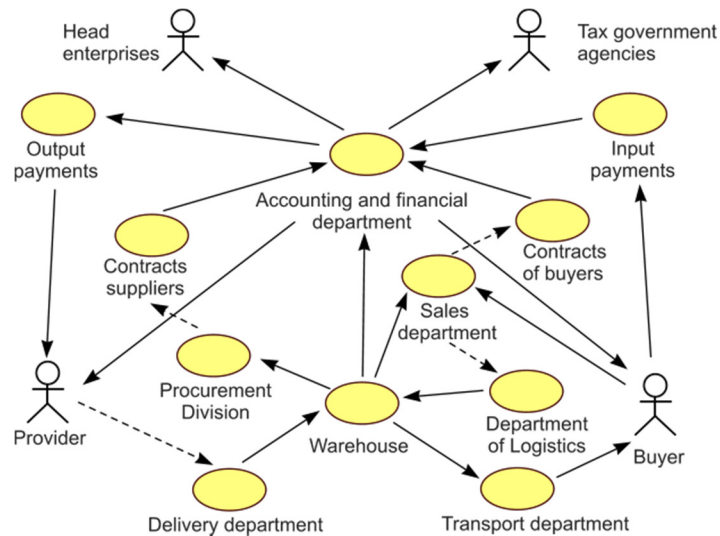 Head
enterprises
Tax government
agencies
Output
payments
Input
payments
Accounting and financial
department
Contracts
suppliers
Contracts
of buyers
Sales
department
Procurement
Division
Provider
Warehouse
Department
of Logistics
Buyer
Delivery department
Transport department